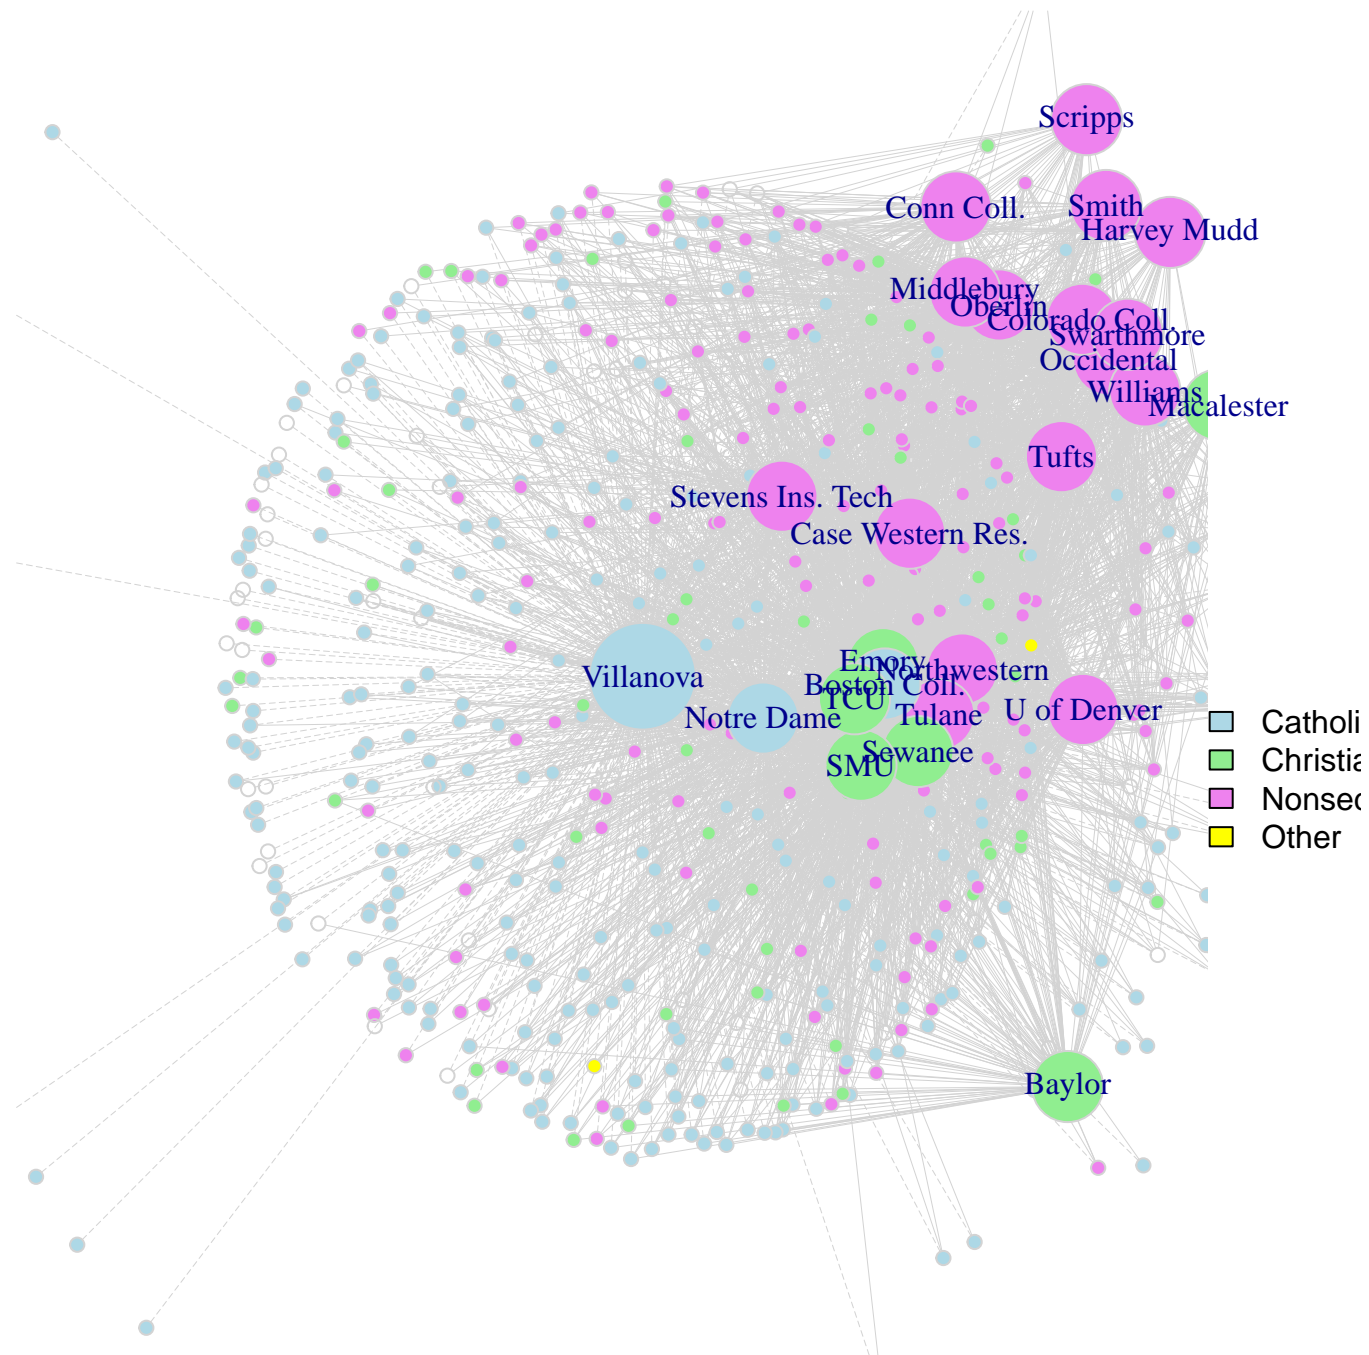 Scripps
Conn Coll.
Smith
Harvey Mudd
Middlebury
Oberlin
Colorado Coll.
Swarthmore
Occidental
Williams
Macalester
Tufts
Stevens Ins. Tech
Case Western Res.
Emory
Northwestern
Villanova
Boston Coll.
TCU
Notre Dame
Tulane
U of Denver
Sewanee
SMU
Catholi
Christia
Nonsec
Other
Baylor